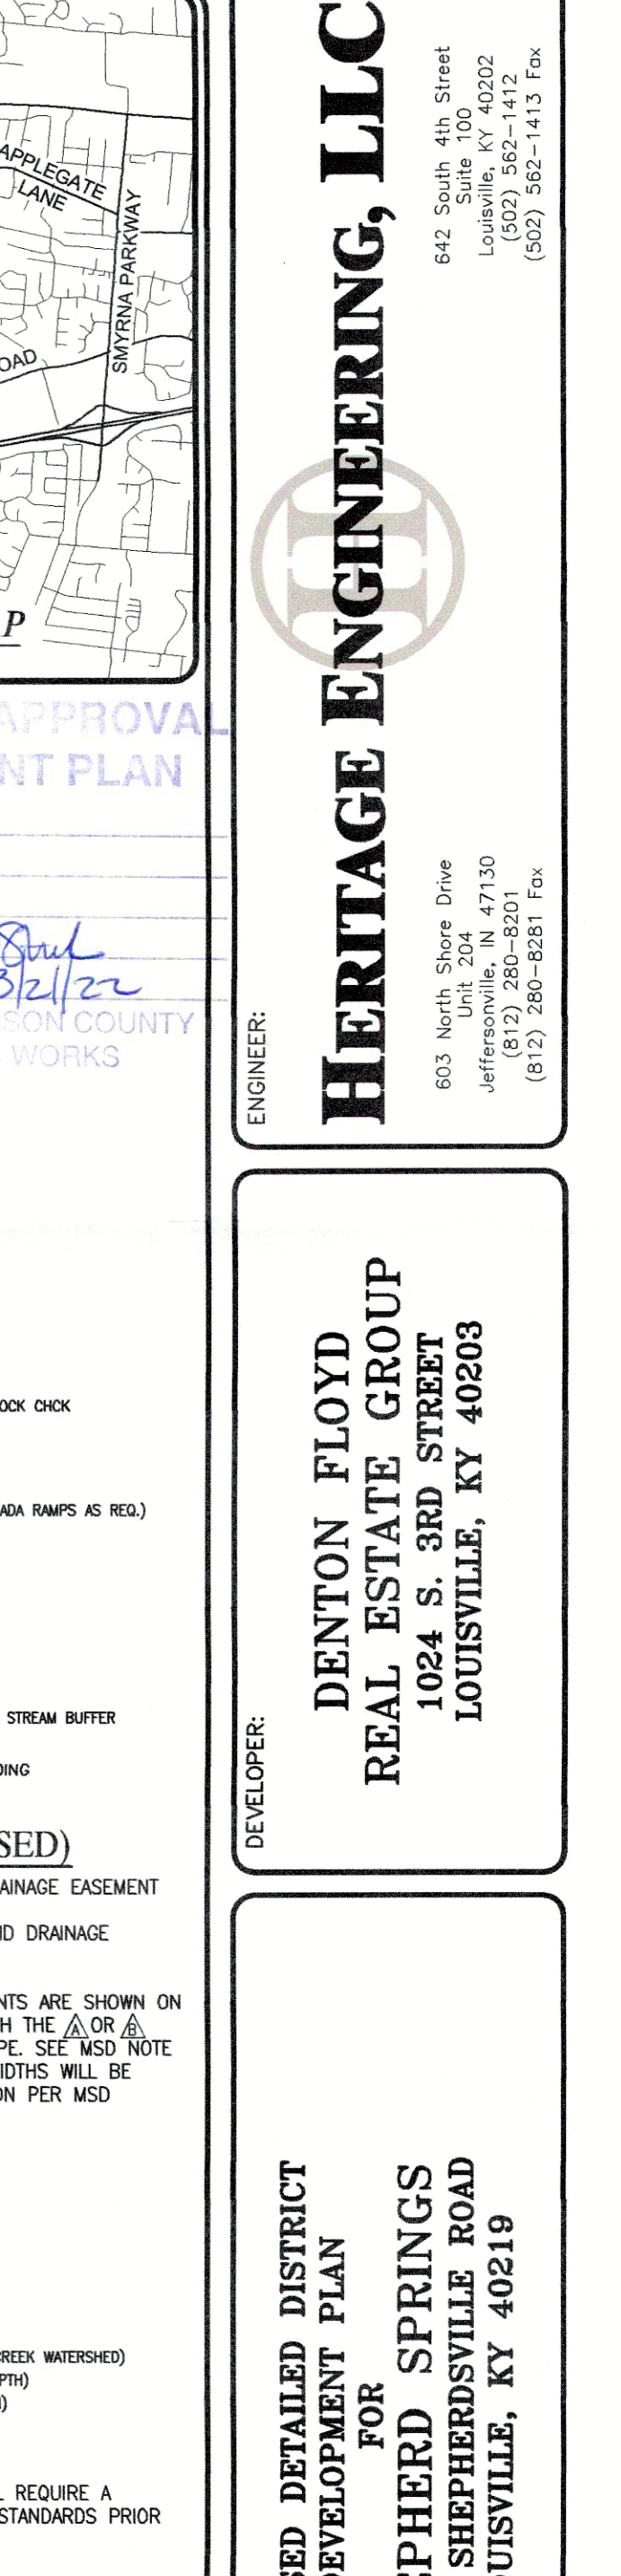 APPLEGATE
LANE
SMYRNA PARKWAY
OAD
P
APPROVAL
NT PLAN
3/21/22
SON COUNTY
WORKS
OCK CHCK
ADA RAMPS AS REQ.)
STREAM BUFFER
DING
SED)
AINAGE EASEMENT
ND DRAINAGE
NTS ARE SHOWN ON
H THE A OR B
PE. SEE MSD NOTE
IDTHS WILL BE
ON PER MSD
CREEK WATERSHED)
PTH)
)
L REQUIRE A
STANDARDS PRIOR
ENGINEER:
HERITAGE ENGINEERING, LLC
642 South 4th Street
Suite 100
Louisville, KY 40202
(502) 562-1412
(502) 562-1413 Fax
603 North Shore Drive
Unit 204
Jeffersonville, IN 47130
(812) 280-8201
(812) 280-8281 Fax
DEVELOPER:
DENTON FLOYD
REAL ESTATE GROUP
1024 S. 3RD STREET
LOUISVILLE, KY 40203
SED DETAILED DISTRICT
DEVELOPMENT PLAN
FOR
EPHERD SPRINGS
SHEPHERDSVILLE ROAD
OUISVILLE, KY 40219